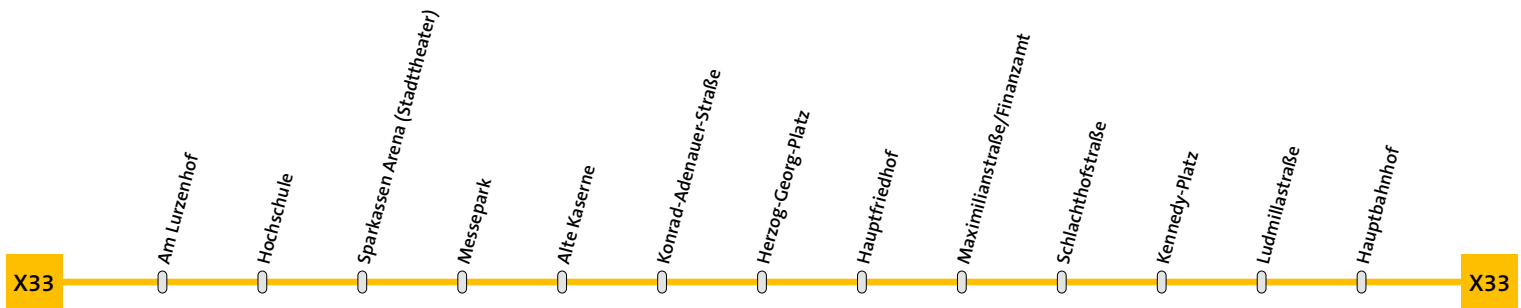 X33
Am Lurzenhof
Hochschule
Sparkassen Arena (Stadttheater)
Messepark
Alte Kaserne
Konrad-Adenauer-Straße
Herzog-Georg-Platz
Hauptfriedhof
Maximilianstraße/Finanzamt
Schlachthofstraße
Kennedy-Platz
Ludmillastraße
Hauptbahnhof
X33